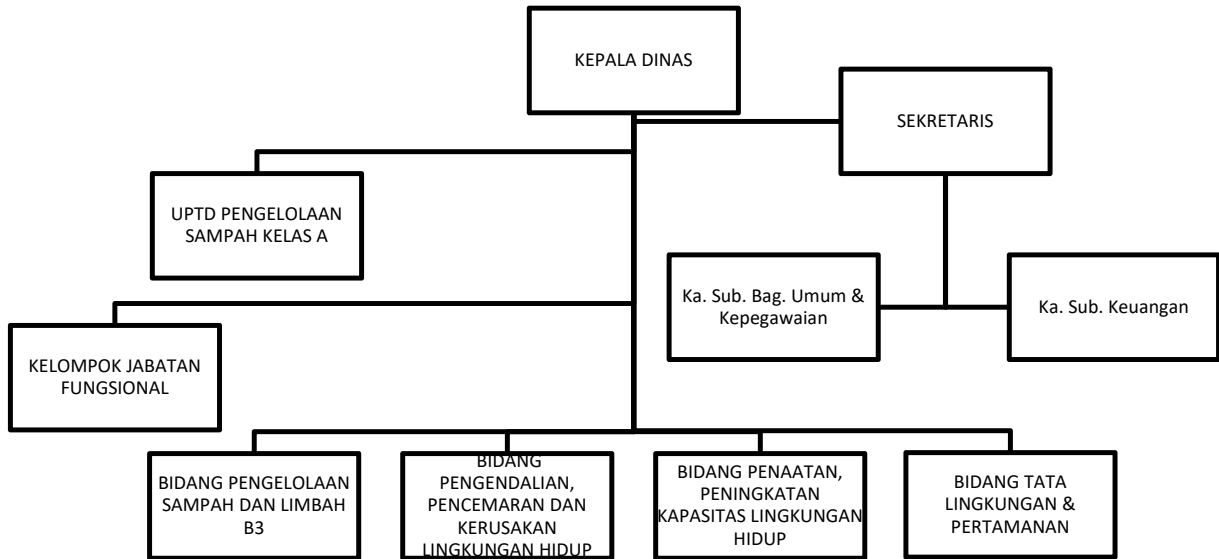 KEPALA DINAS
SEKRETARIS
UPTD PENGELOLAAN
SAMPAH KELAS A
Ka. Sub. Bag. Umum &
Kepegawaian
Ka. Sub. Keuangan
KELOMPOK JABATAN
FUNGSIONAL
BIDANG PENGELOLAAN
SAMPAH DAN LIMBAH
B3
BIDANG
PENGENDALIAN,
PENCEMARAN DAN
KERUSAKAN
LINGKUNGAN HIDUP
BIDANG PENAATAN,
PENINGKATAN
KAPASITAS LINGKUNGAN
HIDUP
BIDANG TATA
LINGKUNGAN &
PERTAMANAN